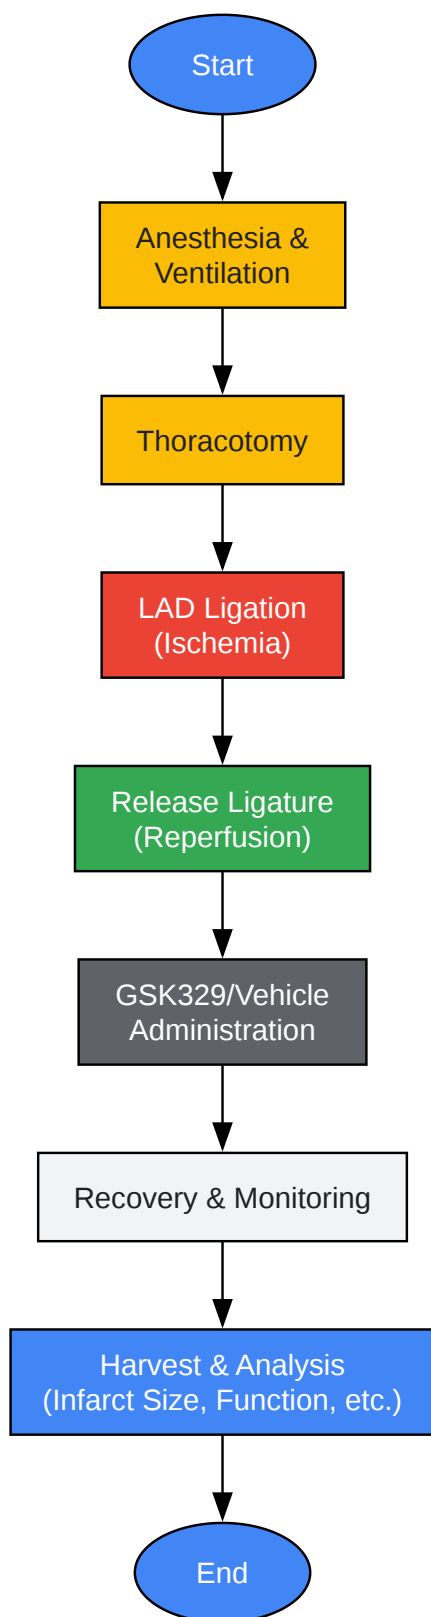 Start
Anesthesia &
Ventilation
Thoracotomy
LAD Ligation
(Ischemia)
Release Ligature
(Reperfusion)
GSK329/Vehicle
Administration
Recovery & Monitoring
Harvest & Analysis
(Infarct Size, Function, etc.)
End